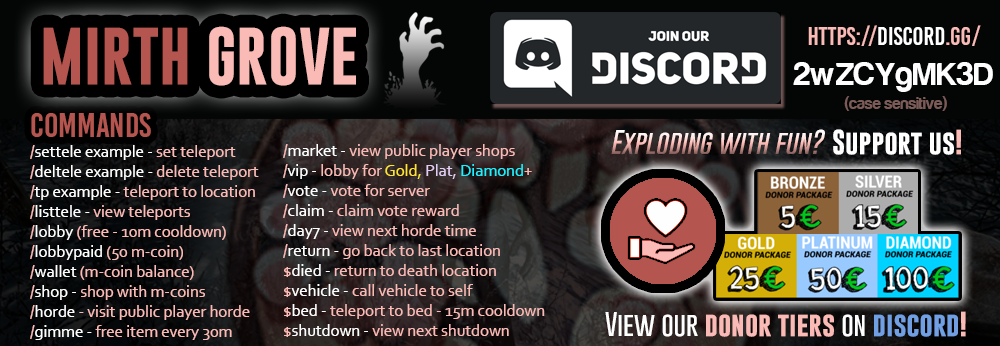 MIRTH GROVE
JOIN OUR
DISCORD
HTTPS://DISCORD.GG/
2wZCYgMK3D
(case sensitive)
COMMANDS
/settele example - set teleport
/deltele example - delete teleport
/tp example - teleport to location
/listtele - view teleports
/lobby (free - 10m cooldown)
/lobbypaid (50 m-coin)
/wallet (m-coin balance)
/shop - shop with m-coins
/horde - visit public player horde
/gimme - free item every 30m
/market - view public player shops
/vip - lobby for Gold, Plat, Diamond+
/vote - vote for server
/claim - claim vote reward
/day7 - view next horde time
/return - go back to last location
$died - return to death location
$vehicle - call vehicle to self
$bed - teleport to bed - 15m cooldown
$shutdown - view next shutdown
EXPLODING WITH FUN? SUPPORT US!
BRONZE
DONOR PACKAGE
5€
SILVER
DONOR PACKAGE
15€
GOLD
DONOR PACKAGE
25€
PLATINUM
DONOR PACKAGE
50€
DIAMOND
DONOR PACKAGE
100€
VIEW OUR DONOR TIERS ON DISCORD!